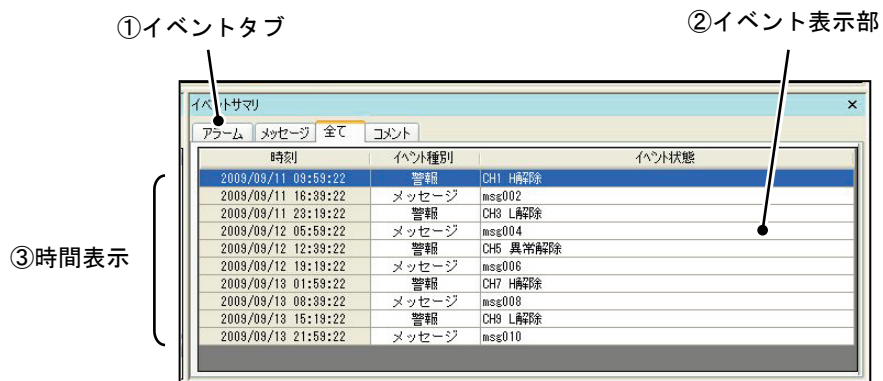 ①イベントタブ
②イベント表示部
イベントサマリ ×
アラーム メッセージ 全て コメント
時刻 イベント種別 イベント状態
2009/09/11 09:59:22 警報 CH1 H解除
2009/09/11 16:39:22 メッセージ msg002
2009/09/11 23:19:22 警報 CH3 L解除
2009/09/12 05:59:22 メッセージ msg004
2009/09/12 12:39:22 警報 CH5 異常解除
2009/09/12 19:19:22 メッセージ msg006
2009/09/13 01:59:22 警報 CH7 H解除
2009/09/13 08:39:22 メッセージ msg008
2009/09/13 15:19:22 警報 CH9 L解除
2009/09/13 21:59:22 メッセージ msg010
③時間表示